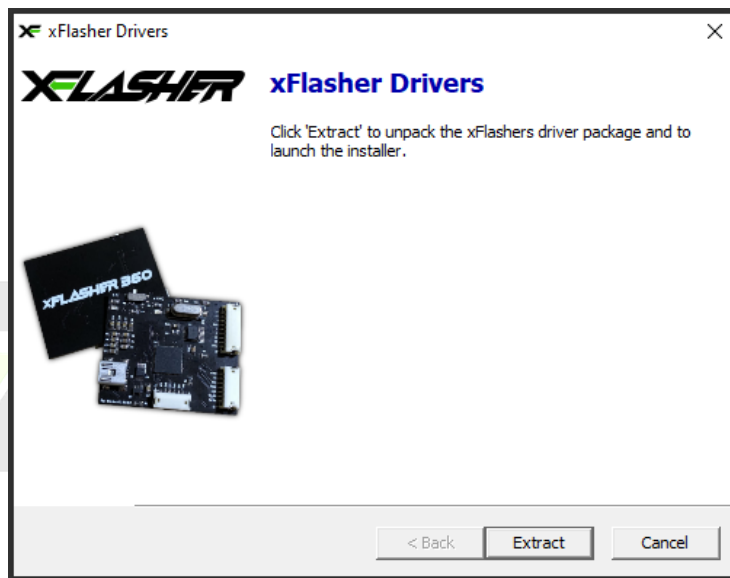 xFlasher Drivers
XFLASHER
xFlasher Drivers
Click 'Extract' to unpack the xFlashers driver package and to
launch the installer.
XFLASHER 360
< Back
Extract
Cancel